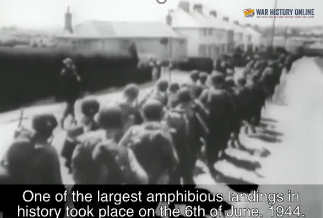 WAR HISTORY ONLINE
One of the largest amphibious landings in
history took place on the 6th of June, 1944.